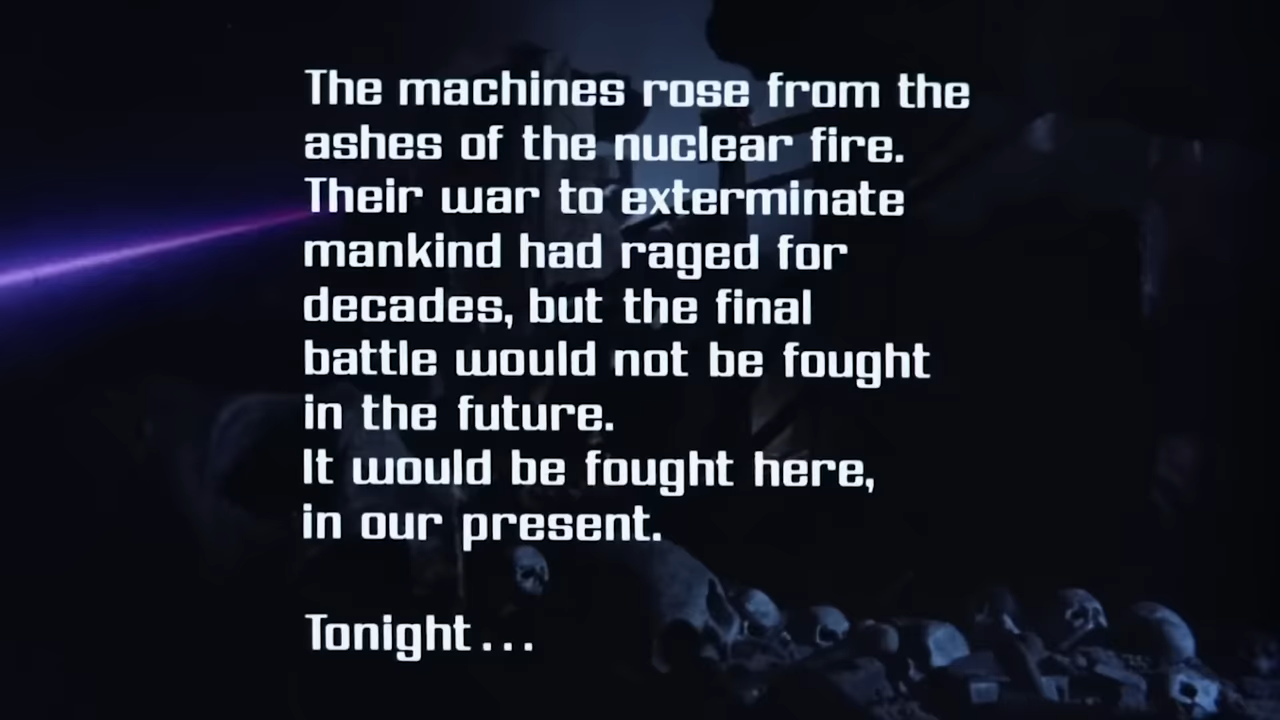 The machines rose from the
ashes of the nuclear fire.
Their war to exterminate
mankind had raged for
decades, but the final
battle would not be fought
in the future.
It would be fought here,
in our present.
Tonight...